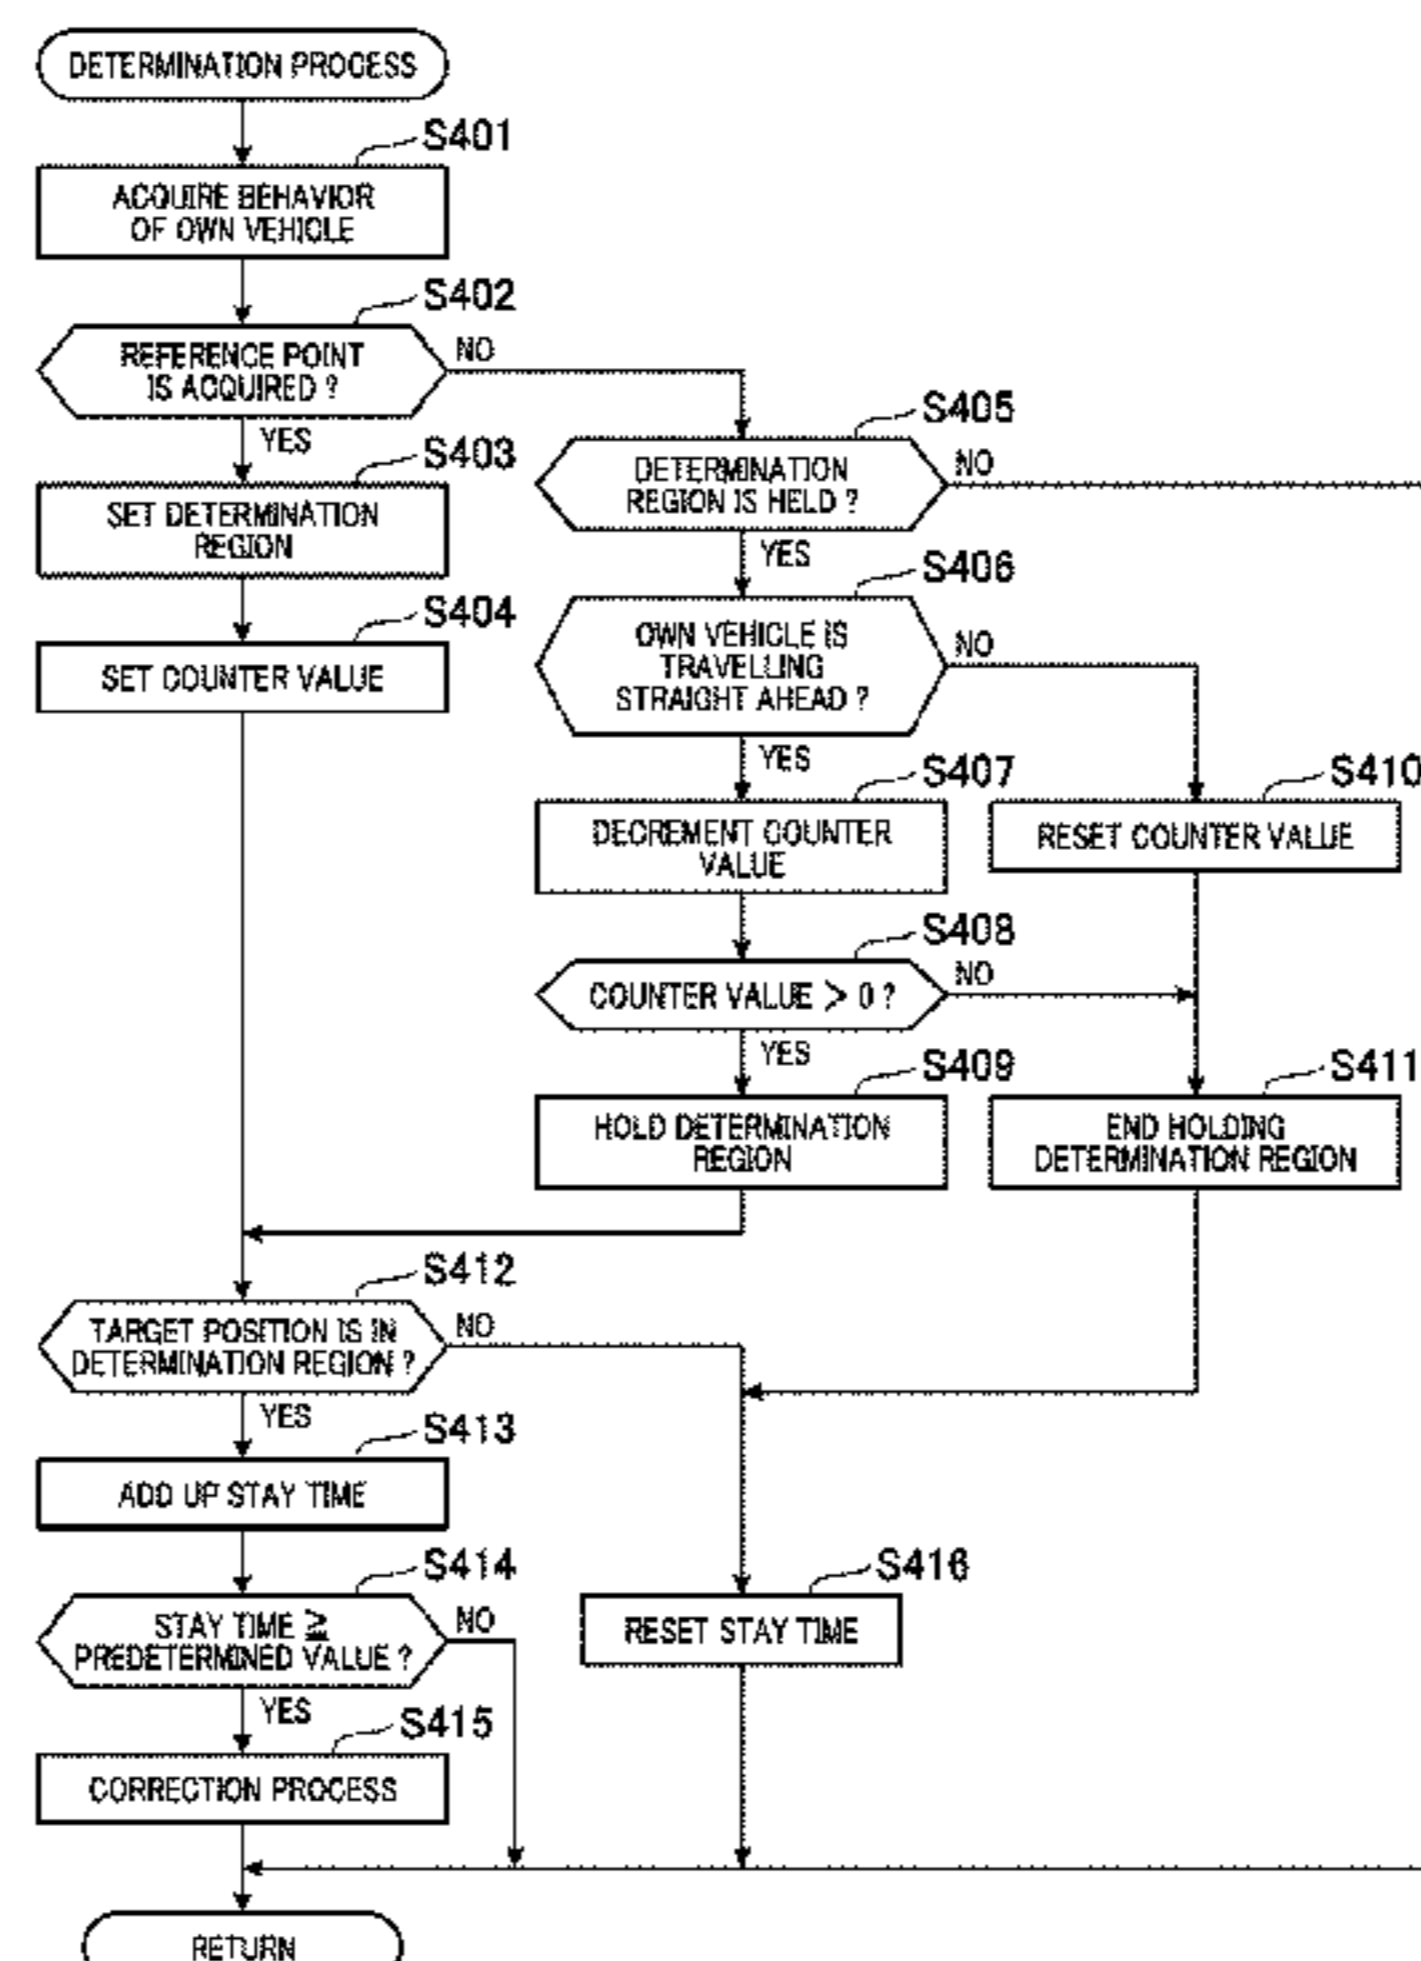 DETERMINATION PROCESS
S401
ACQUIRE BEHAVIOR
OF OWN VEHICLE
S402
REFERENCE POINT
IS ACQUIRED ?
NO
YES
S403
SET DETERMINATION
REGION
S404
SET COUNTER VALUE
S405
DETERMINATION
REGION IS HELD ?
NO
YES
S406
OWN VEHICLE IS
TRAVELLING
STRAIGHT AHEAD ?
NO
YES
S407
DECREMENT COUNTER
VALUE
S410
RESET COUNTER VALUE
S408
COUNTER VALUE > 0 ?
NO
YES
S409
HOLD DETERMINATION
REGION
S411
END HOLDING
DETERMINATION REGION
S412
TARGET POSITION IS IN
DETERMINATION REGION ?
NO
YES
S413
ADD UP STAY TIME
S414
STAY TIME ≧
PREDETERMINED VALUE ?
NO
YES
S416
RESET STAY TIME
S415
CORRECTION PROCESS
RETURN